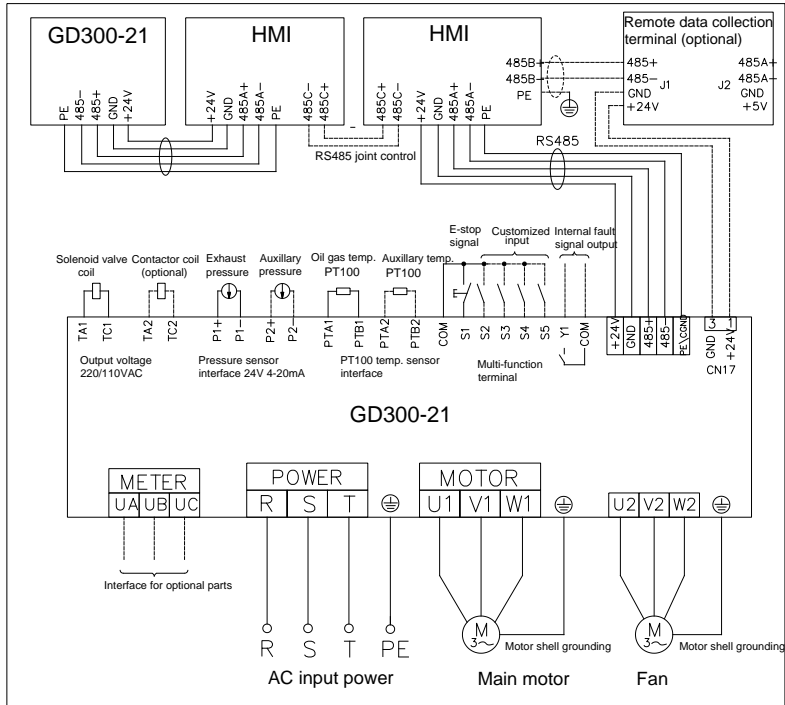 GD300-21
HMI
HMI
Remote data collection
terminal (optional)
PE
485-
485+
GND
+24V
+24V
GND
485A+
485A-
PE
485C-
485C+
485C+
485C-
+24V
GND
485A+
485A-
PE
485B+
485B-
PE
485+
485-
GND
+24V
J1
J2
485A+
485A-
GND
+5V
RS485 joint control
RS485
Solenoid valve
coil
Contactor coil
(optional)
Exhaust
pressure
Auxillary
pressure
Oil gas temp.
PT100
Auxillary temp.
PT100
E-stop
signal
Customized
input
Internal fault
signal output
TA1
TC1
TA2
TC2
P1+
P1-
P2+
P2-
PTA1
PTB1
PTA2
PTB2
COM
S1
S2
S3
S4
S5
Y1
COM
+24V
GND
485+
485-
PE\CGND
3
1
GND
+24V
CN17
Output voltage
220/110VAC
Pressure sensor
interface 24V 4-20mA
PT100 temp. sensor
interface
Multi-function
terminal
GD300-21
METER
UA UB UC
POWER
R S T
MOTOR
U1 V1 W1
U2 V2 W2
Interface for optional parts
R S T PE
M
3~
Motor shell grounding
M
3~
Motor shell grounding
AC input power
Main motor
Fan